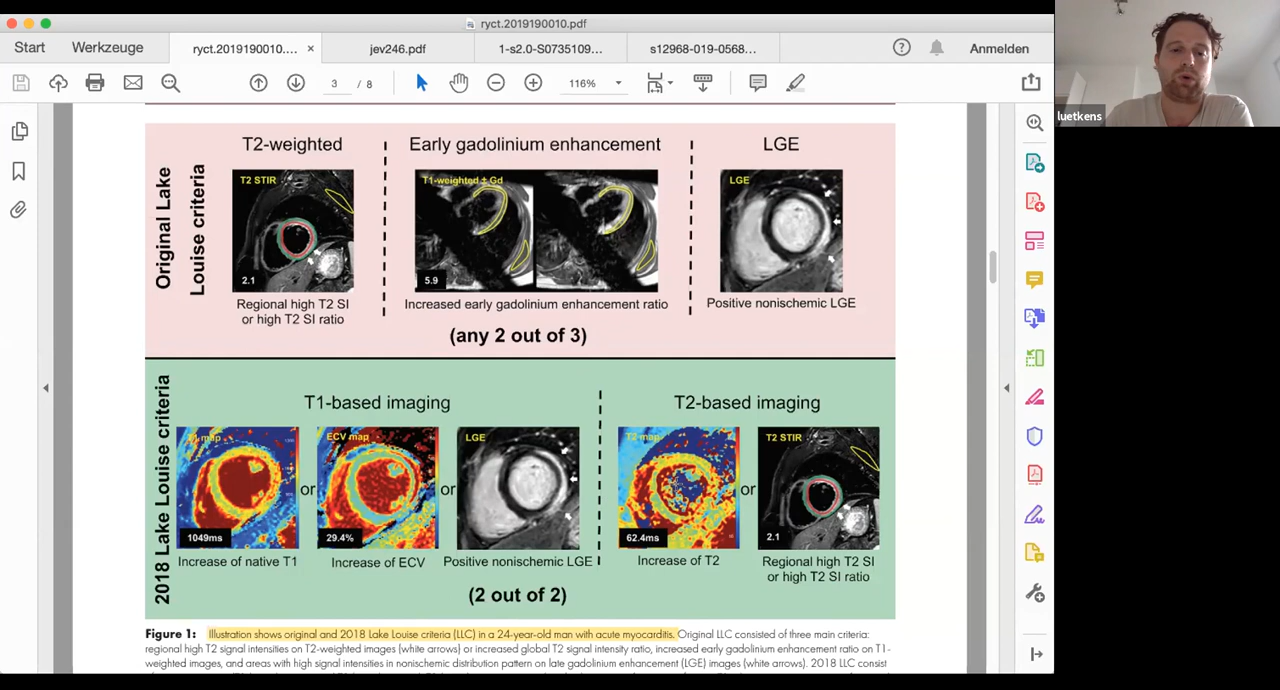 ryct.2019190010.pdf
Start
Werkzeuge
ryct.2019190010....
×
jev246.pdf
1-s2.0-S0735109...
s12968-019-0568...
Anmelden
3 / 8
116%
luetkens
Original Lake
Louise criteria
T2-weighted
Early gadolinium enhancement
LGE
T2 STIR
2.1
T1-weighted ± Gd
5.9
LGE
Regional high T2 SI
or high T2 SI ratio
Increased early gadolinium enhancement ratio
Positive nonischemic LGE
(any 2 out of 3)
2018 Lake Louise criteria
T1-based imaging
T2-based imaging
T1 map
1049ms
or
ECV map
29.4%
or
LGE
T2 map
62.4ms
or
T2 STIR
2.1
Increase of native T1
Increase of ECV
Positive nonischemic LGE
Increase of T2
Regional high T2 SI
or high T2 SI ratio
(2 out of 2)
Figure 1: Illustration shows original and 2018 Lake Louise criteria (LLC) in a 24-year-old man with acute myocarditis. Original LLC consisted of three main criteria:
regional high T2 signal intensities on T2-weighted images (white arrows) or increased global T2 signal intensity ratio, increased early gadolinium enhancement ratio on T1-
weighted images, and areas with high signal intensities in nonischemic distribution pattern on late gadolinium enhancement (LGE) images (white arrows). 2018 LLC consist